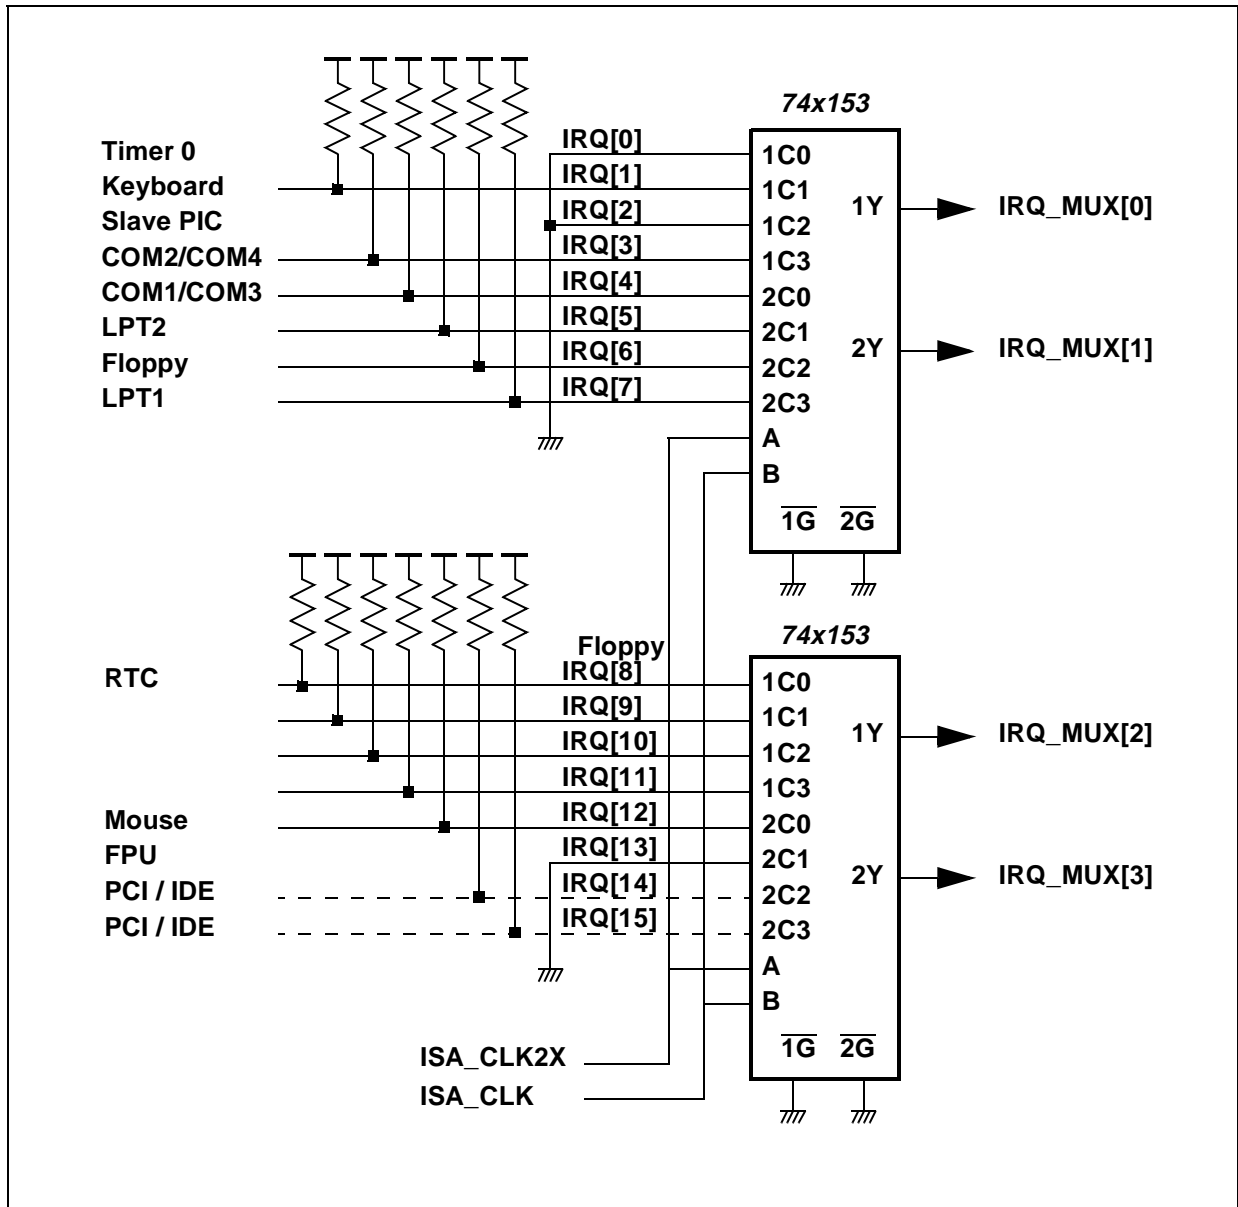 74x153
Timer 0
Keyboard
Slave PIC
COM2/COM4
COM1/COM3
LPT2
Floppy
LPT1
IRQ[0]
IRQ[1]
IRQ[2]
IRQ[3]
IRQ[4]
IRQ[5]
IRQ[6]
IRQ[7]
1C0
1C1
1C2
1C3
2C0
2C1
2C2
2C3
A
B
1Y
2Y
1G 2G
IRQ_MUX[0]
IRQ_MUX[1]
74x153
RTC
Mouse
FPU
PCI / IDE
PCI / IDE
Floppy
IRQ[8]
IRQ[9]
IRQ[10]
IRQ[11]
IRQ[12]
IRQ[13]
IRQ[14]
IRQ[15]
1C0
1C1
1C2
1C3
2C0
2C1
2C2
2C3
A
B
1Y
2Y
1G 2G
IRQ_MUX[2]
IRQ_MUX[3]
ISA_CLK2X
ISA_CLK